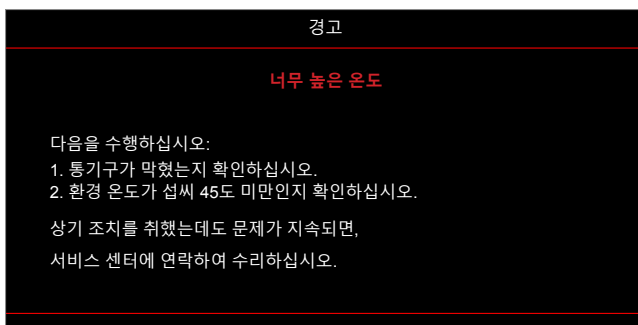 경고
너무 높은 온도
다음을 수행하십시오:
1. 통기구가 막혔는지 확인하십시오.
2. 환경 온도가 섭씨 45도 미만인지 확인하십시오.
상기 조치를 취했는데도 문제가 지속되면,
서비스 센터에 연락하여 수리하십시오.